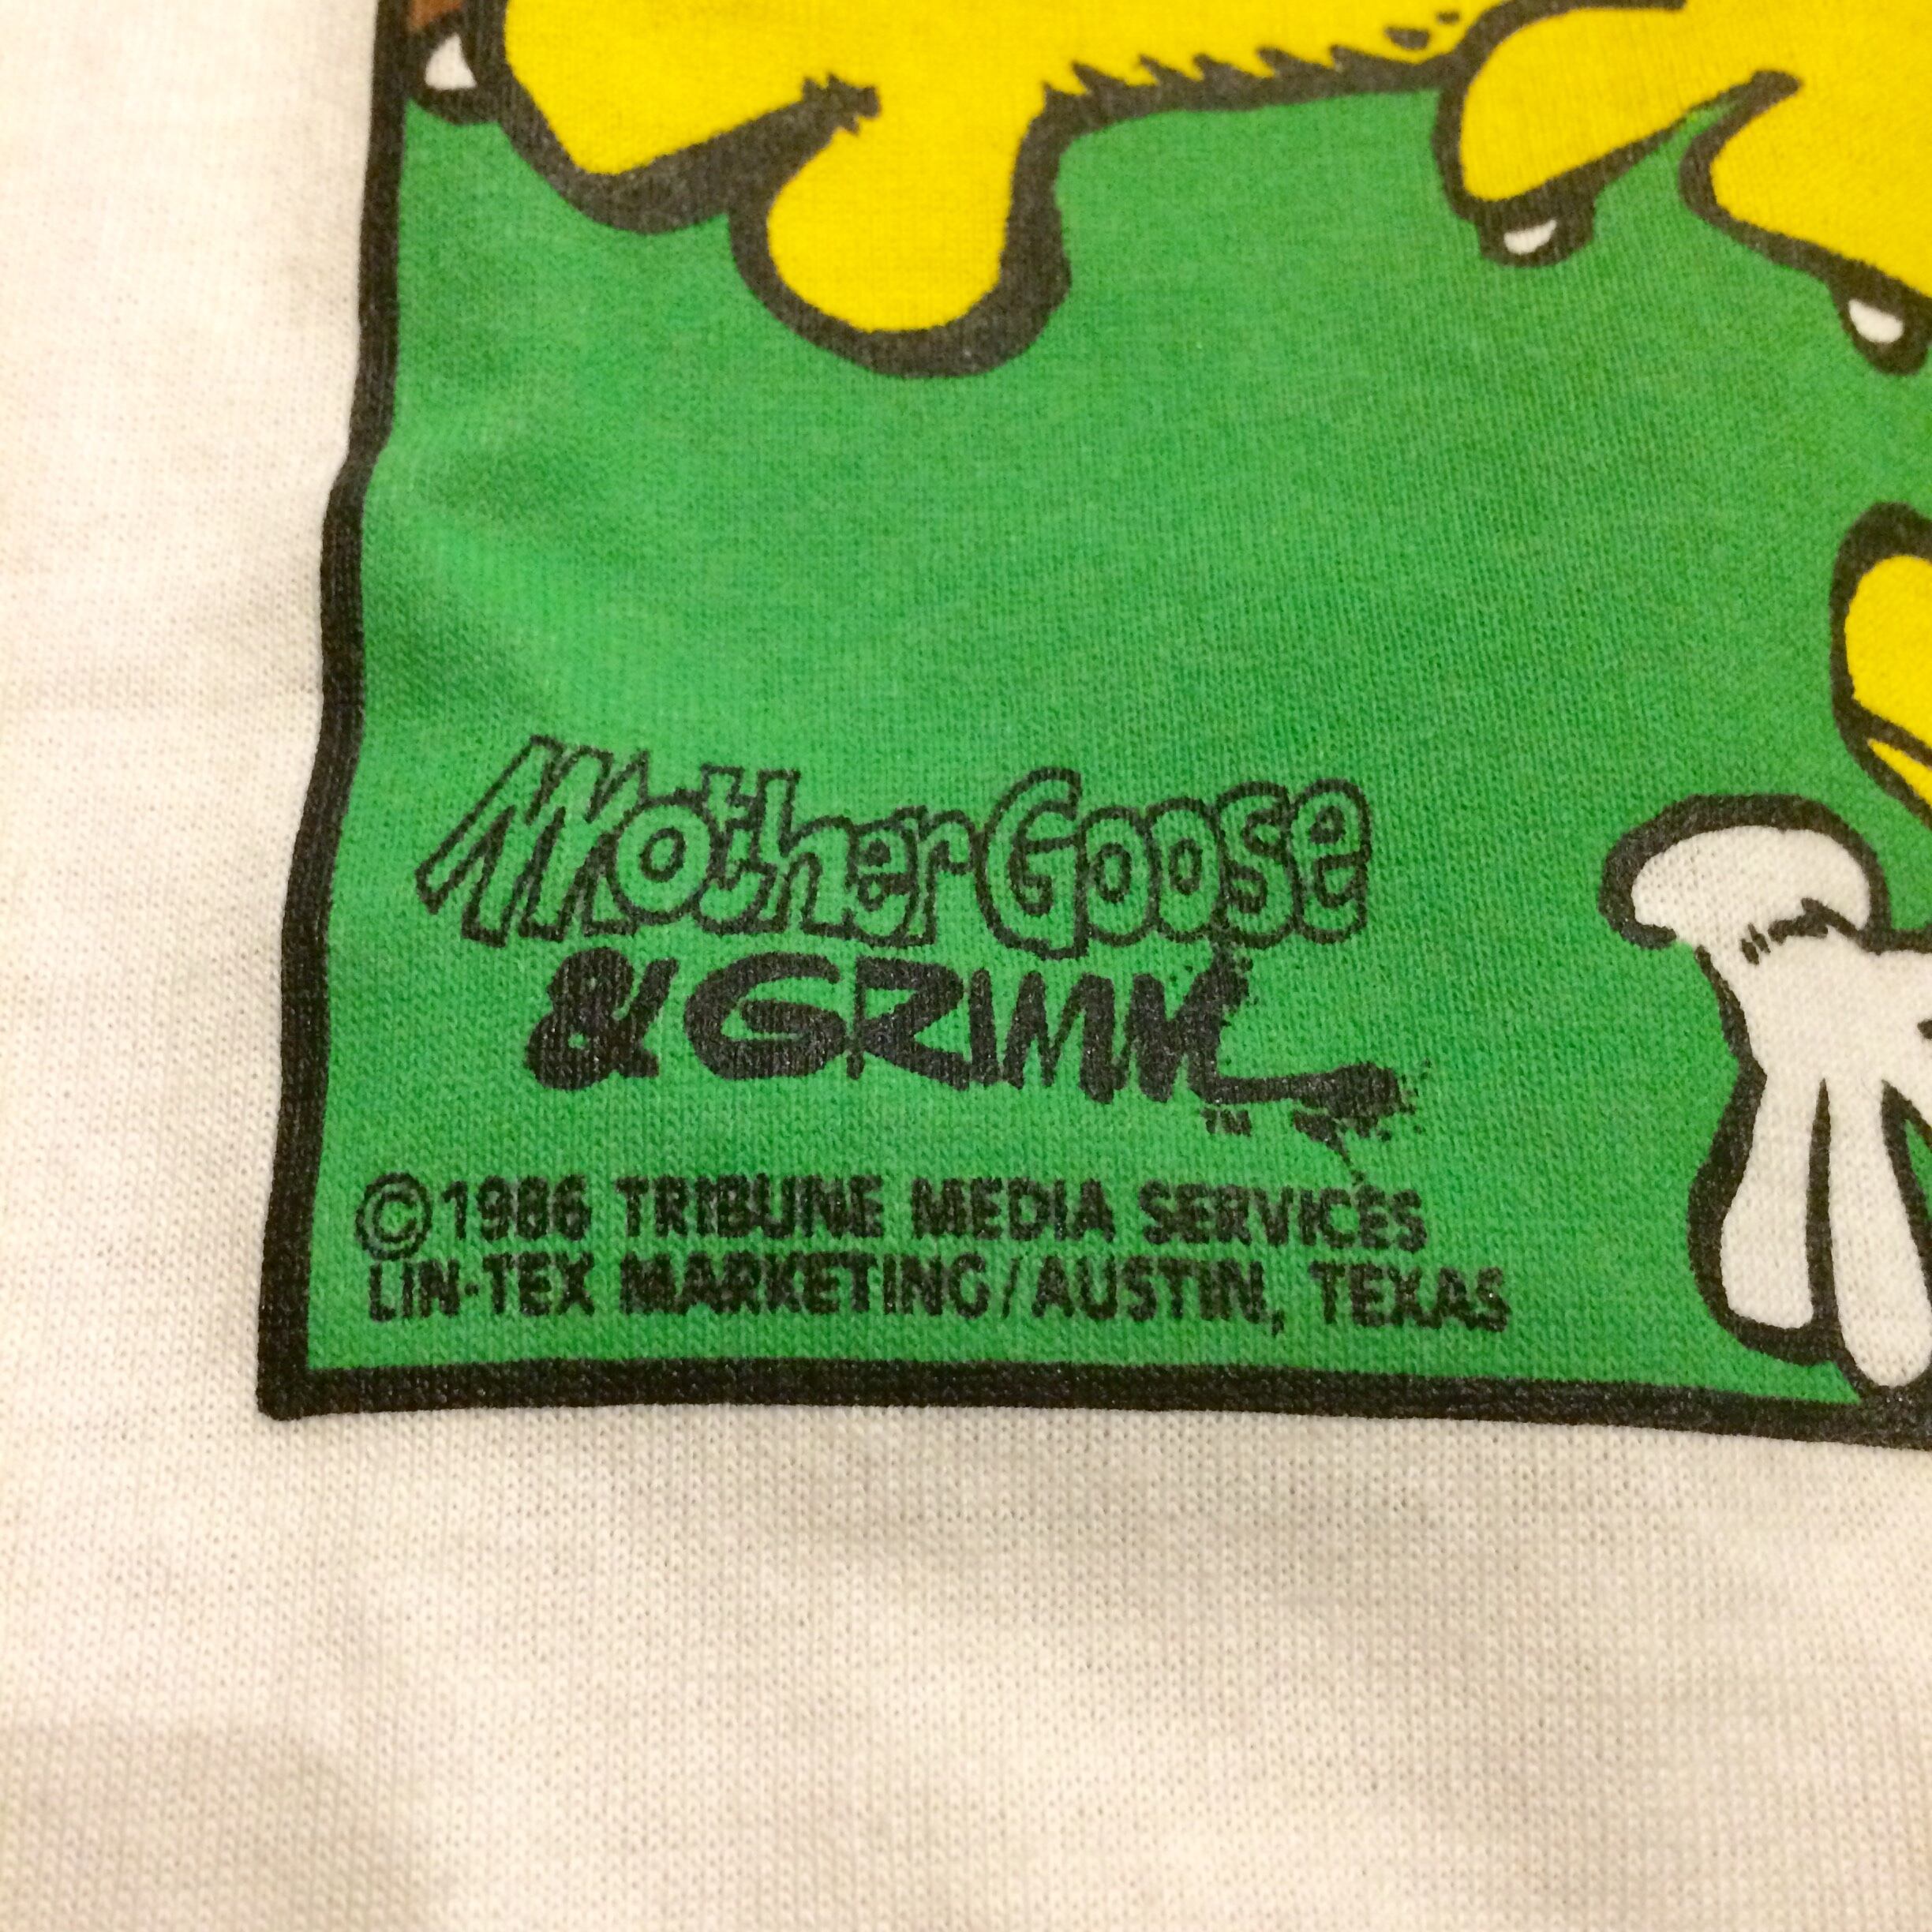 Mother Goose
& GRIMM
TM
©1986 TRIBUNE MEDIA SERVICES
LIN-TEX MARKETING/AUSTIN, TEXAS